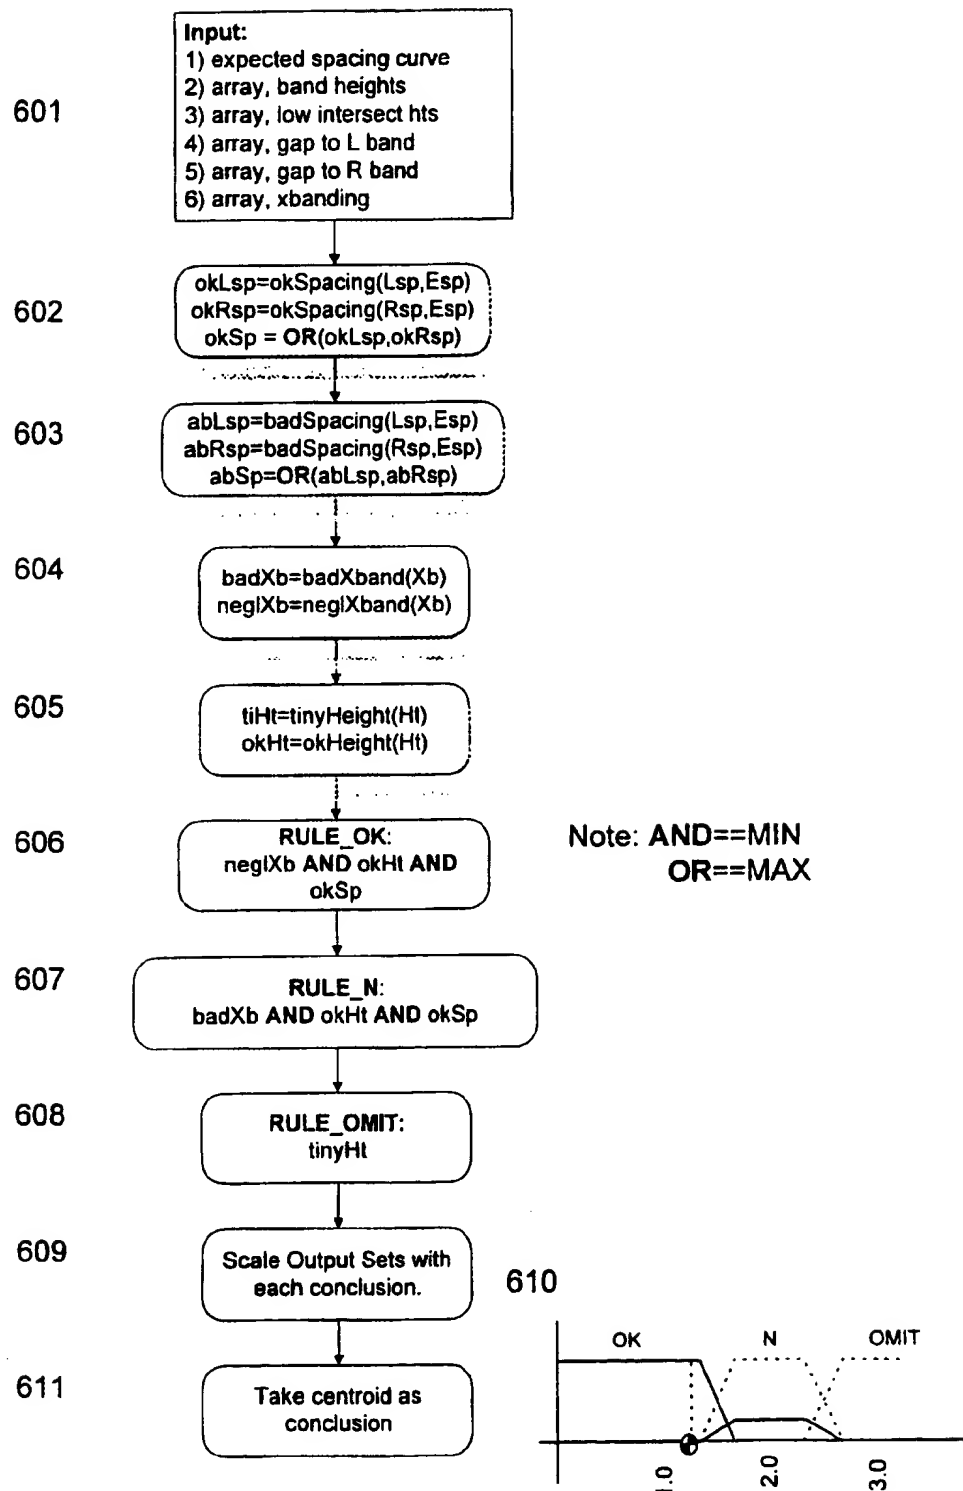 601
Input:
1) expected spacing curve
2) array, band heights
3) array, low intersect hts
4) array, gap to L band
5) array, gap to R band
6) array, xbanding
602
okLsp=okSpacing(Lsp,Esp)
okRsp=okSpacing(Rsp,Esp)
okSp = OR(okLsp,okRsp)
603
abLsp=badSpacing(Lsp,Esp)
abRsp=badSpacing(Rsp,Esp)
abSp=OR(abLsp,abRsp)
604
badXb=badXband(Xb)
neglXb=neglXband(Xb)
605
tiHt=tinyHeight(Ht)
okHt=okHeight(Ht)
606
RULE_OK:
neglXb AND okHt AND
okSp
Note: AND==MIN
OR==MAX
607
RULE_N:
badXb AND okHt AND okSp
608
RULE_OMIT:
tinyHt
609
Scale Output Sets with
each conclusion.
610
OK
N
OMIT
1.0
2.0
3.0
611
Take centroid as
conclusion